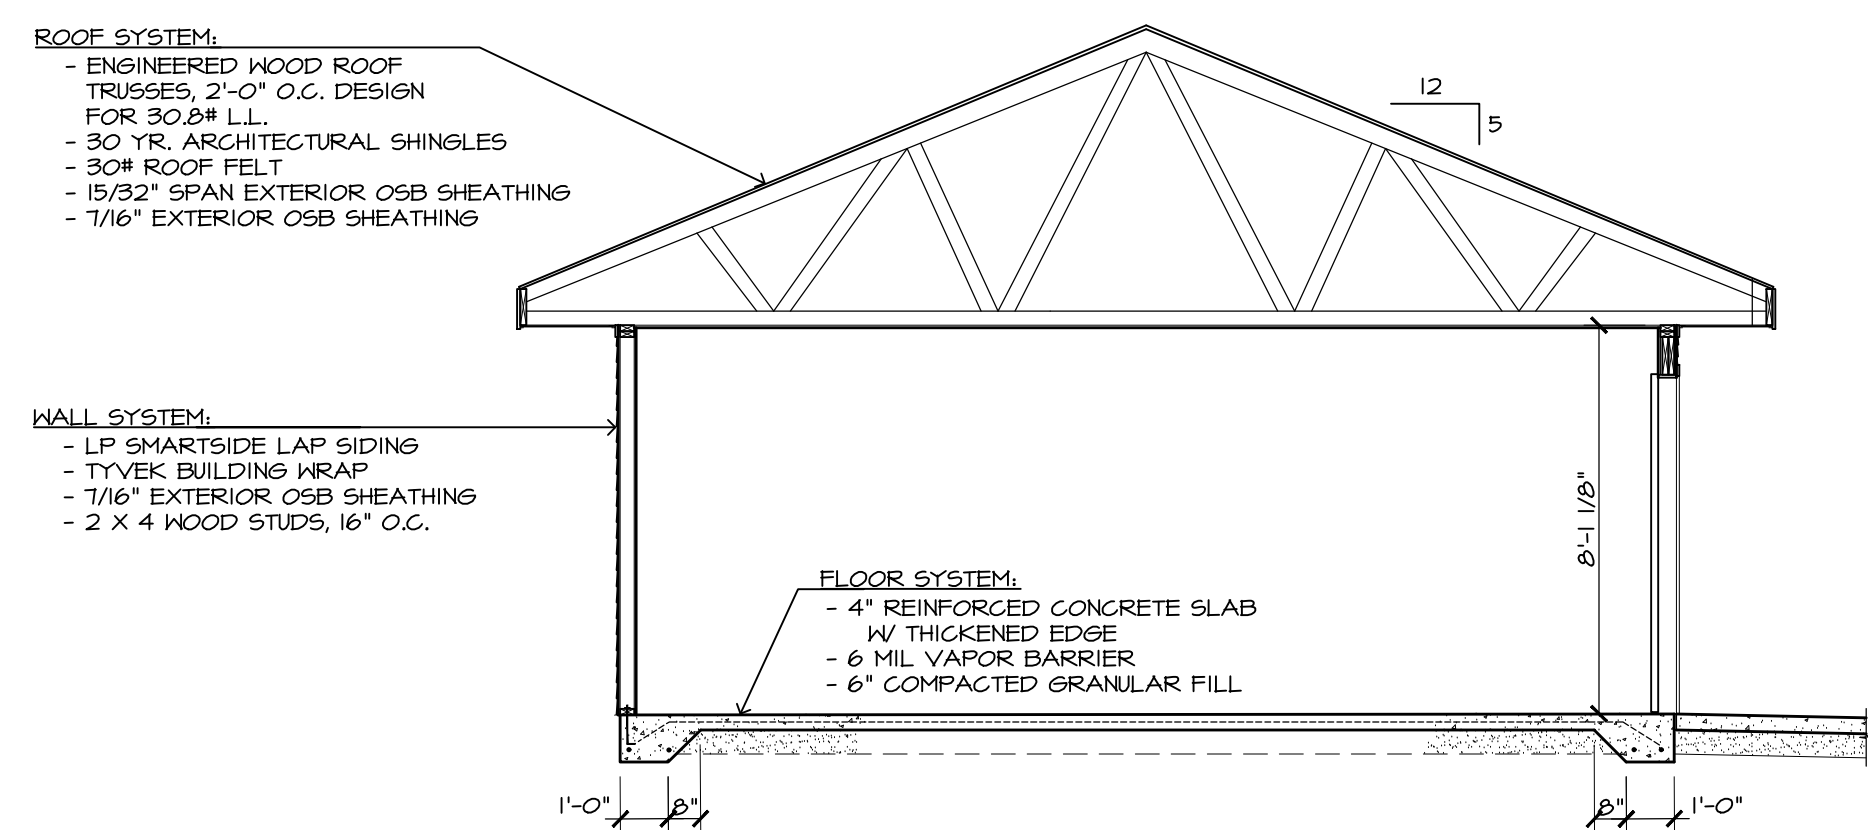 ROOF SYSTEM:
- ENGINEERED WOOD ROOF
TRUSSES, 2'-0" O.C. DESIGN
FOR 30.8# L.L.
- 30 YR. ARCHITECTURAL SHINGLES
- 30# ROOF FELT
- 15/32" SPAN EXTERIOR OSB SHEATHING
- 7/16" EXTERIOR OSB SHEATHING
12
5
WALL SYSTEM:
- LP SMARTSIDE LAP SIDING
- TYVEK BUILDING WRAP
- 7/16" EXTERIOR OSB SHEATHING
- 2 X 4 WOOD STUDS, 16" O.C.
8'-1 1/8"
FLOOR SYSTEM:
- 4" REINFORCED CONCRETE SLAB
W/ THICKENED EDGE
- 6 MIL VAPOR BARRIER
- 6" COMPACTED GRANULAR FILL
1'-0"
8"
8"
1'-0"